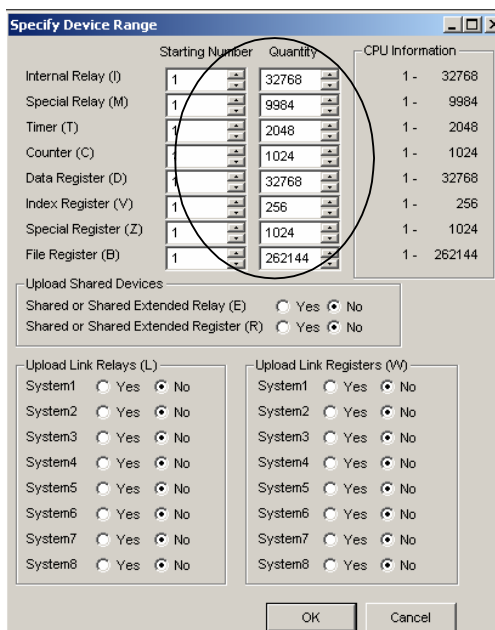 Specify Device Range
Starting Number Quantity CPU Information
Internal Relay (I) 1 32768 1 - 32768
Special Relay (M) 1 9984 1 - 9984
Timer (T) 1 2048 1 - 2048
Counter (C) 1 1024 1 - 1024
Data Register (D) 1 32768 1 - 32768
Index Register (V) 1 256 1 - 256
Special Register (Z) 1 1024 1 - 1024
File Register (B) 1 262144 1 - 262144
Upload Shared Devices
Shared or Shared Extended Relay (E) Yes No
Shared or Shared Extended Register (R) Yes No
Upload Link Relays (L) Upload Link Registers (W)
System1 Yes No System1 Yes No
System2 Yes No System2 Yes No
System3 Yes No System3 Yes No
System4 Yes No System4 Yes No
System5 Yes No System5 Yes No
System6 Yes No System6 Yes No
System7 Yes No System7 Yes No
System8 Yes No System8 Yes No
OK Cancel